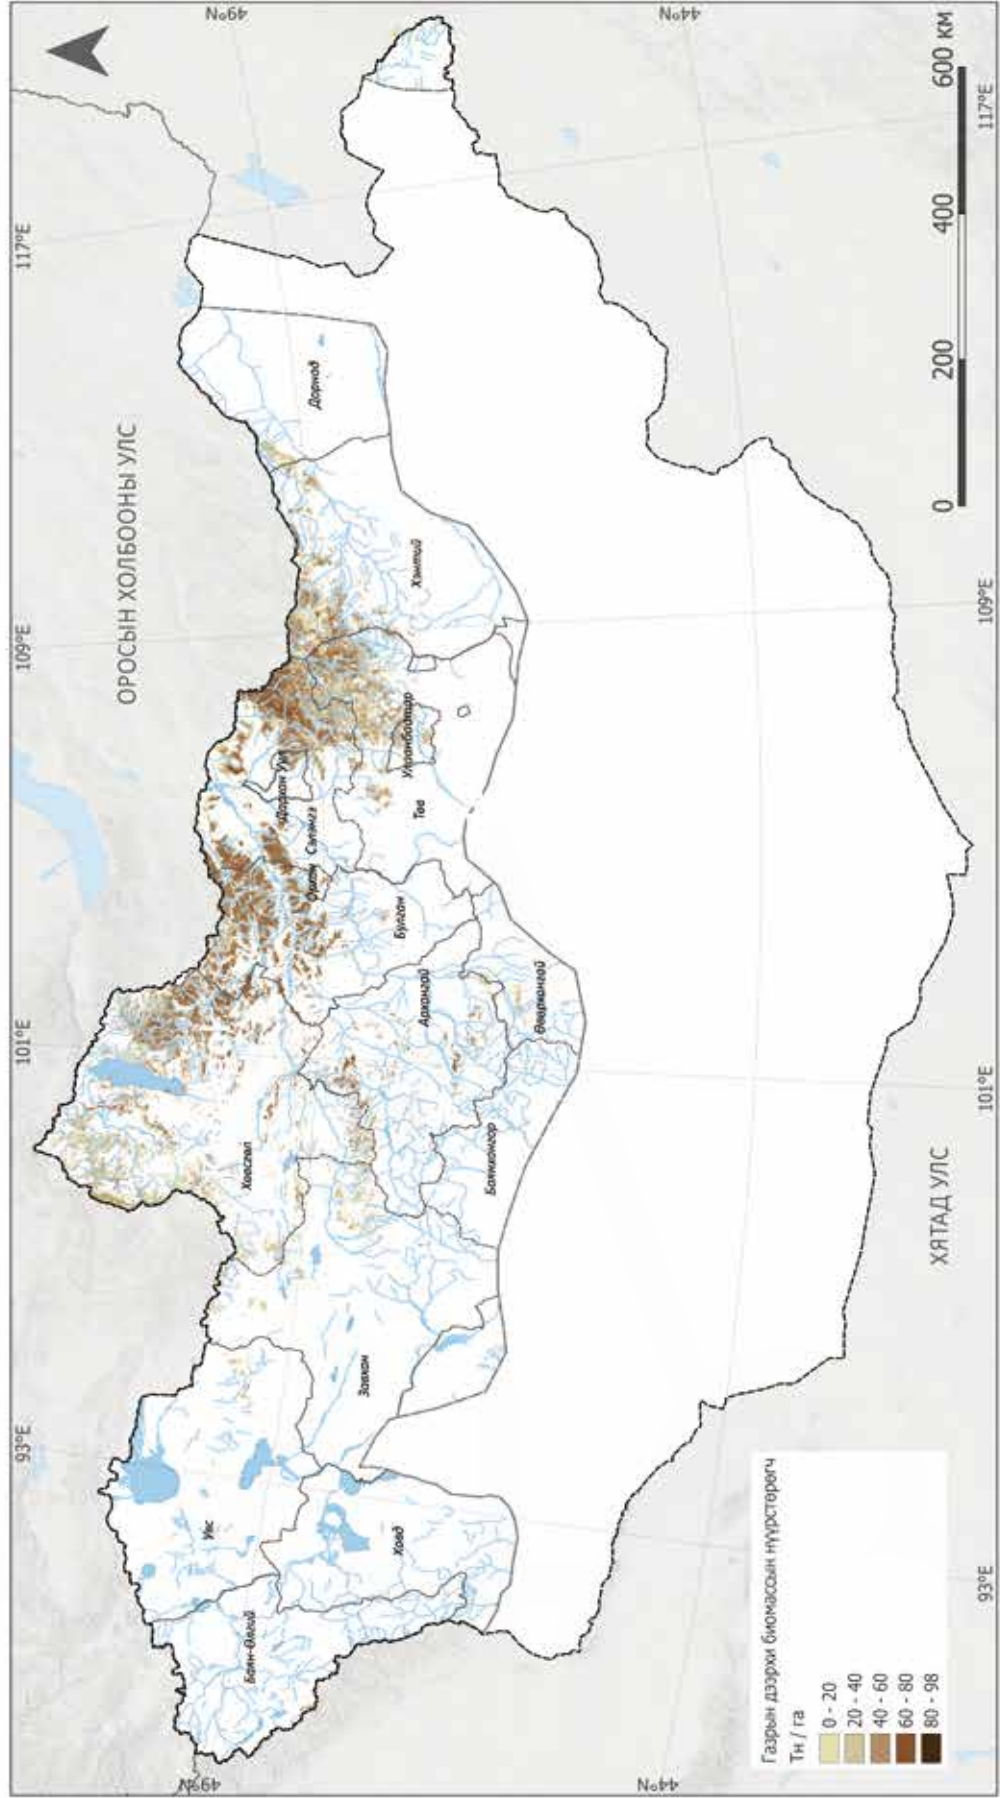 93°E
101°E
109°E
117°E
49°N
49°N
ОРОСЫН ХОЛБООНЫ УЛС
Баян-Өлгий
Увс
Ховд
Завхан
Хөвсгөл
Баянхонгор
Архангай
Өвөрхангай
Булган
Орхон
Сэлэнгэ
Дархан Уул
Төв
Улаанбаатар
Хэнтий
Дорнод
44°N
44°N
ХЯТАД УЛС
Газрын дээрхи биомассын нүүрстөрөгч
Тн / га
0 - 20
20 - 40
40 - 60
60 - 80
80 - 98
0 200 400 600 КМ
93°E
101°E
109°E
117°E